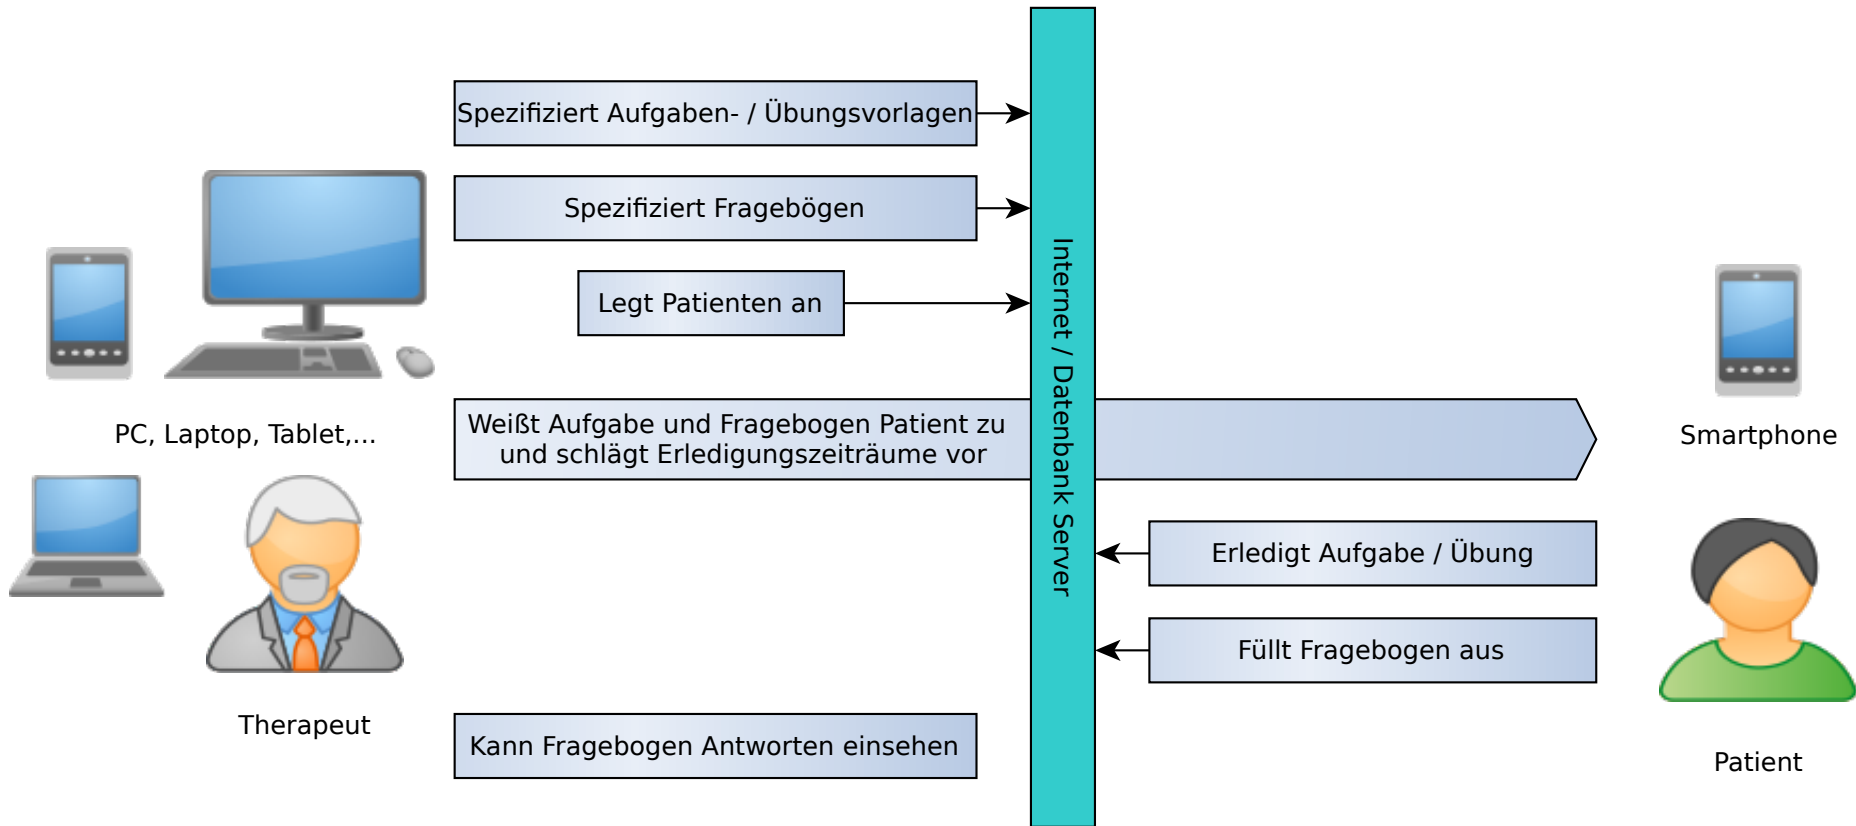 Spezifiziert Aufgaben- / Übungsvorlagen
Spezifiziert Fragebögen
Legt Patienten an
PC, Laptop, Tablet,...
Weißt Aufgabe und Fragebogen Patient zu
und schlägt Erledigungszeiträume vor
Internet / Datenbank Server
Smartphone
Erledigt Aufgabe / Übung
Füllt Fragebogen aus
Therapeut
Kann Fragebogen Antworten einsehen
Patient